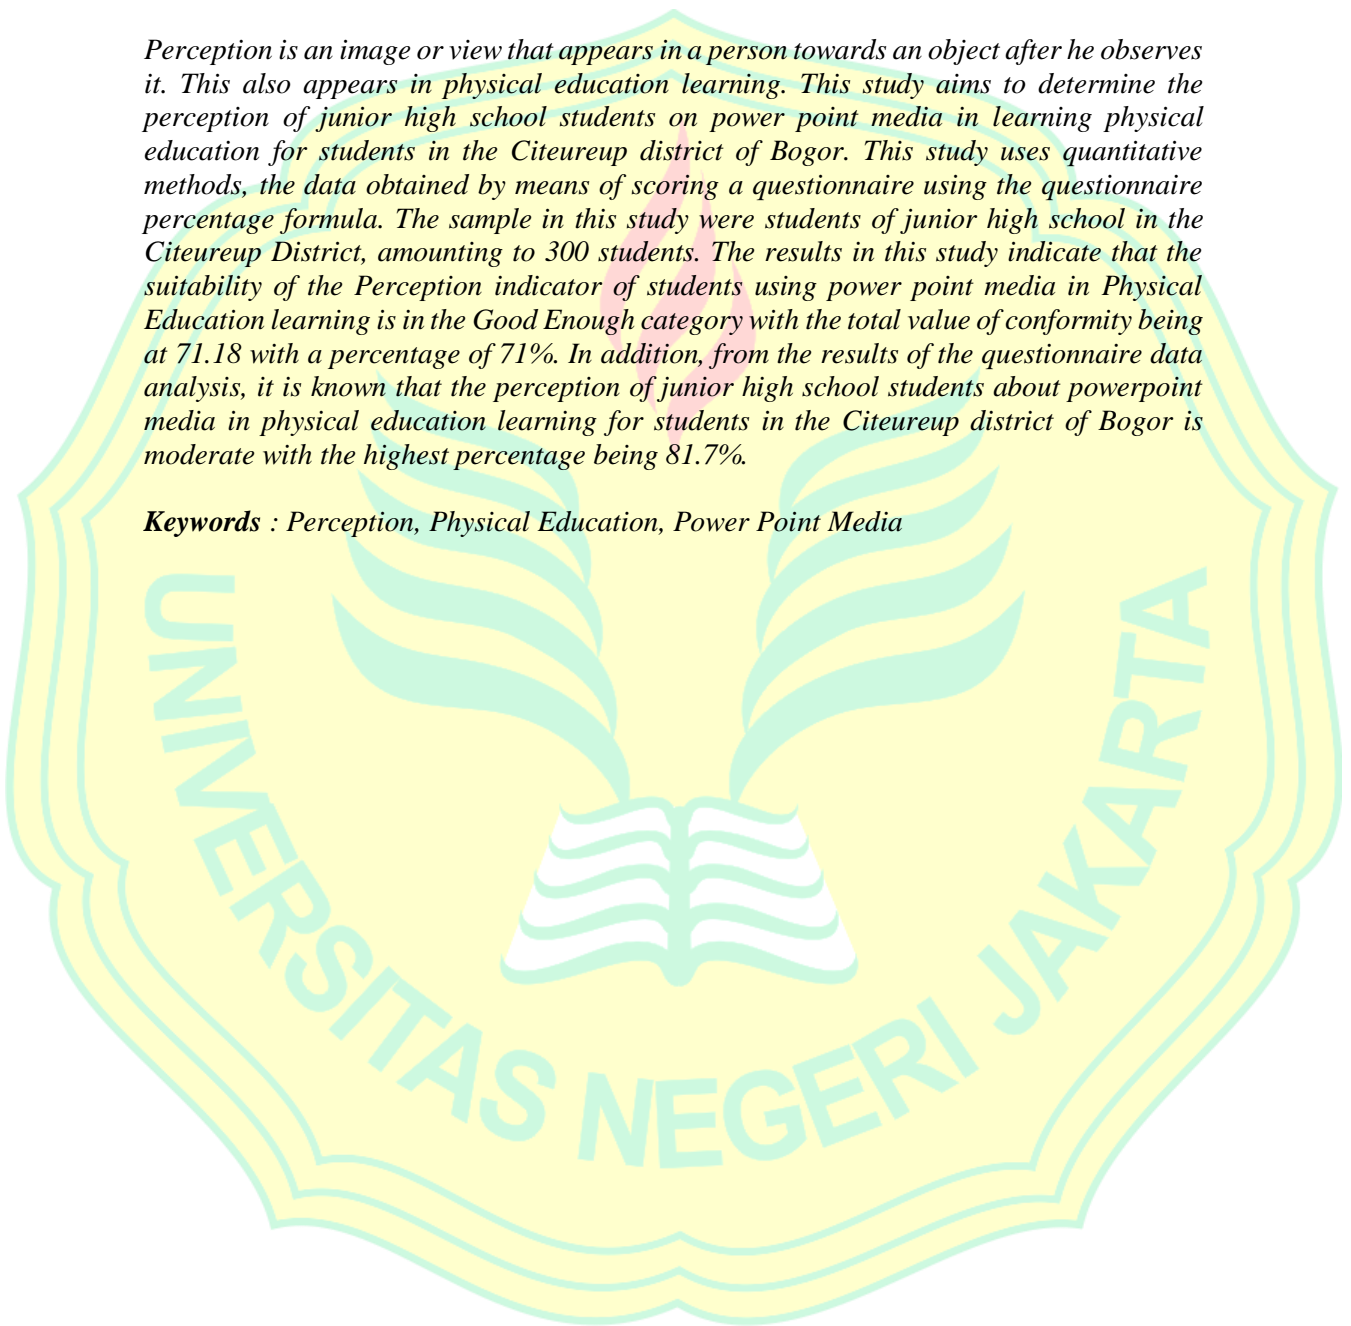 Perception is an image or view that appears in a person towards an object after he observes
it. This also appears in physical education learning. This study aims to determine the
perception of junior high school students on power point media in learning physical
education for students in the Citeureup district of Bogor. This study uses quantitative
methods, the data obtained by means of scoring a questionnaire using the questionnaire
percentage formula. The sample in this study were students of junior high school in the
Citeureup District, amounting to 300 students. The results in this study indicate that the
suitability of the Perception indicator of students using power point media in Physical
Education learning is in the Good Enough category with the total value of conformity being
at 71.18 with a percentage of 71%. In addition, from the results of the questionnaire data
analysis, it is known that the perception of junior high school students about powerpoint
media in physical education learning for students in the Citeureup district of Bogor is
moderate with the highest percentage being 81.7%.
Keywords : Perception, Physical Education, Power Point Media
UNIVERSITAS NEGERI JAKARTA